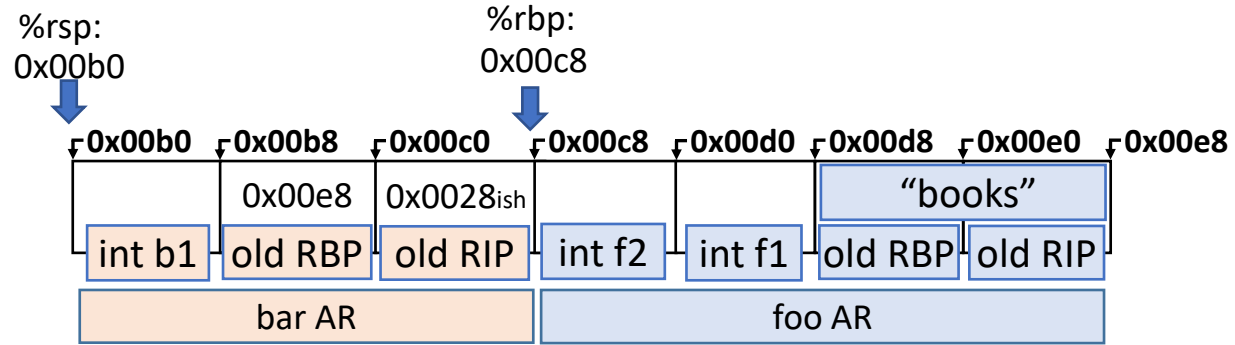 %rsp:
0x00b0
%rbp:
0x00c8
0x00b0 0x00b8 0x00c0 0x00c8 0x00d0 0x00d8 0x00e0 0x00e8
0x00e8 0x0028ish “books”
int b1 old RBP old RIP int f2 int f1 old RBP old RIP
bar AR foo AR